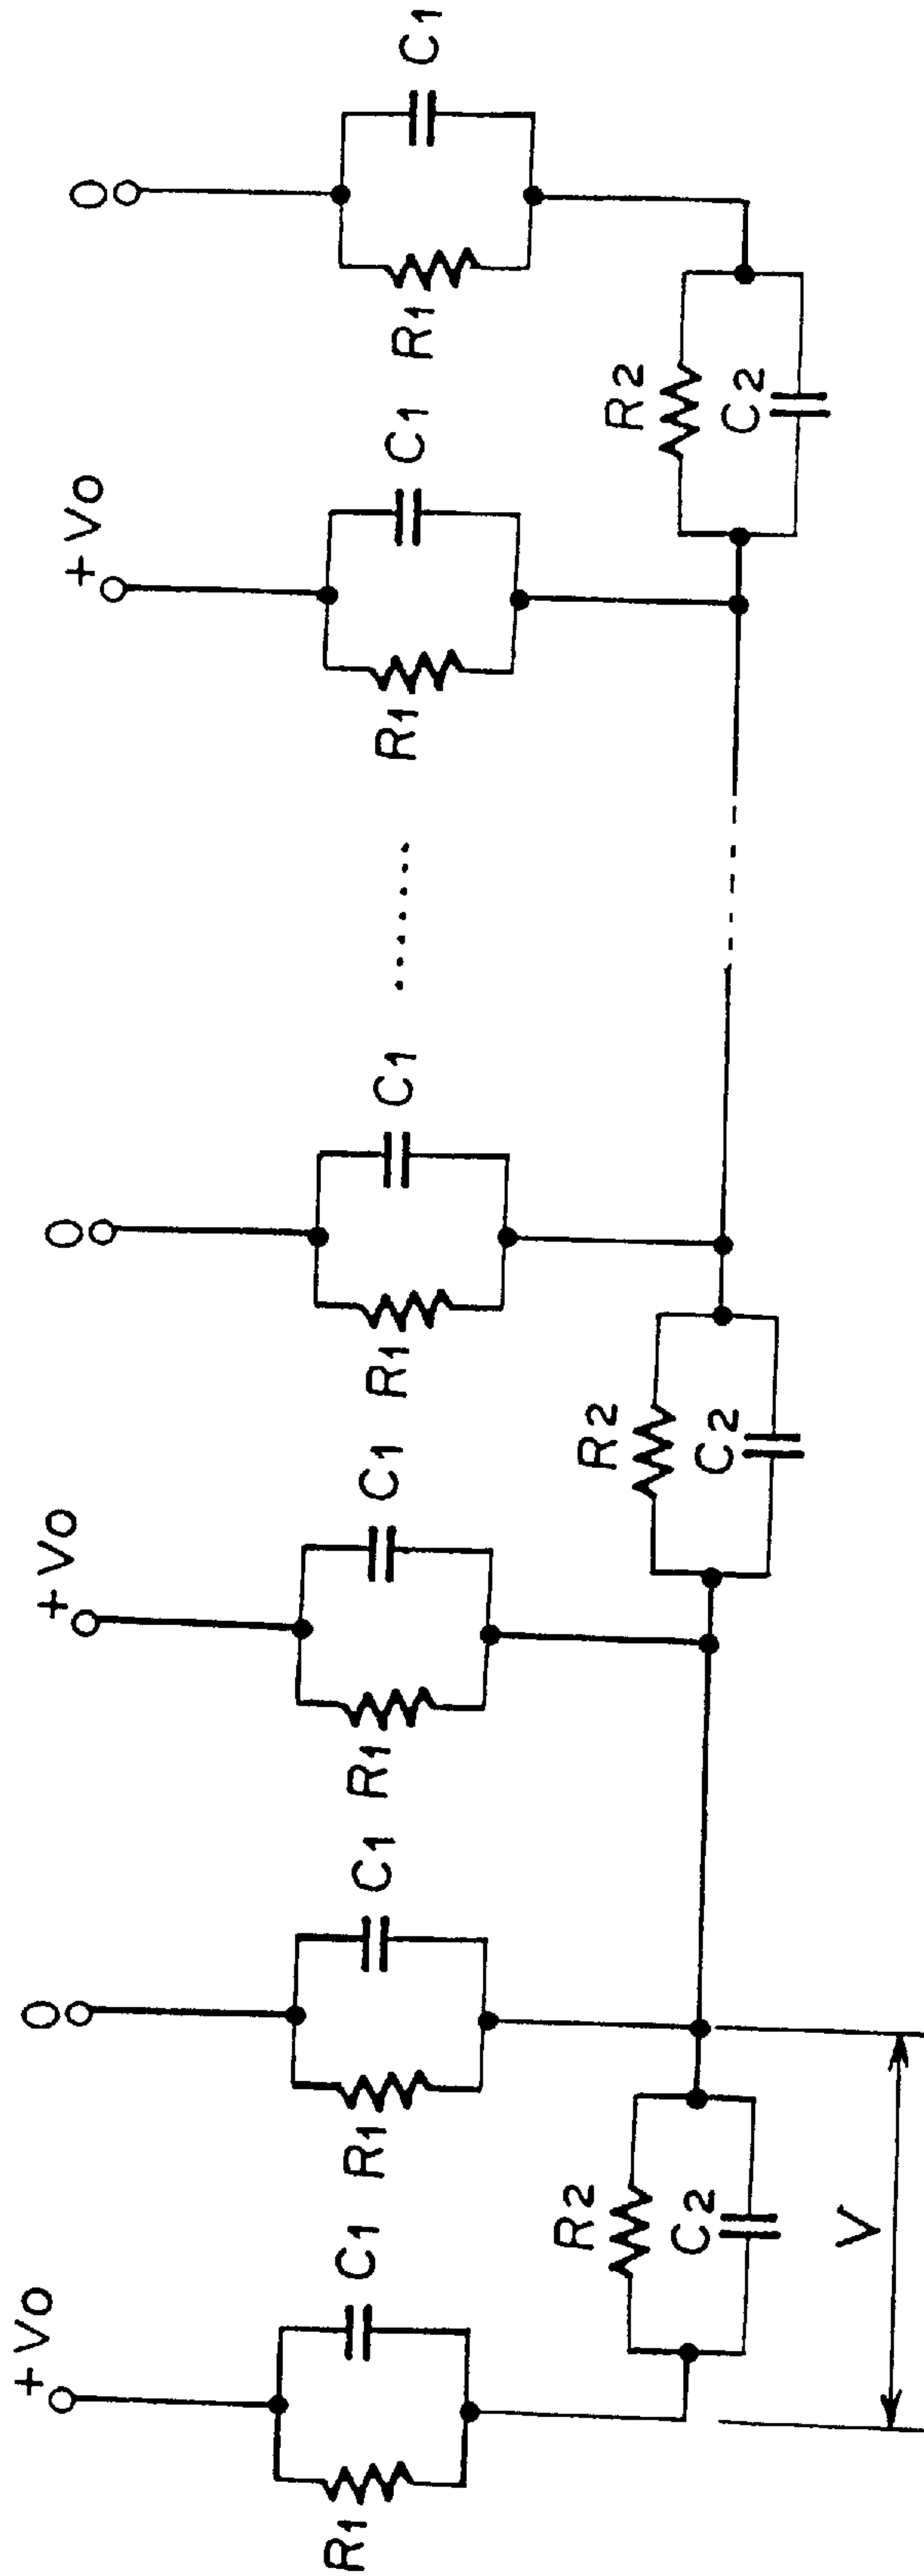 +Vo 0 +Vo 0 +Vo 0
R1 C1 R1 C1 R1 C1 R1 C1 ....... R1 C1 R1 C1
R2 R2 R2
C2 C2 C2
V